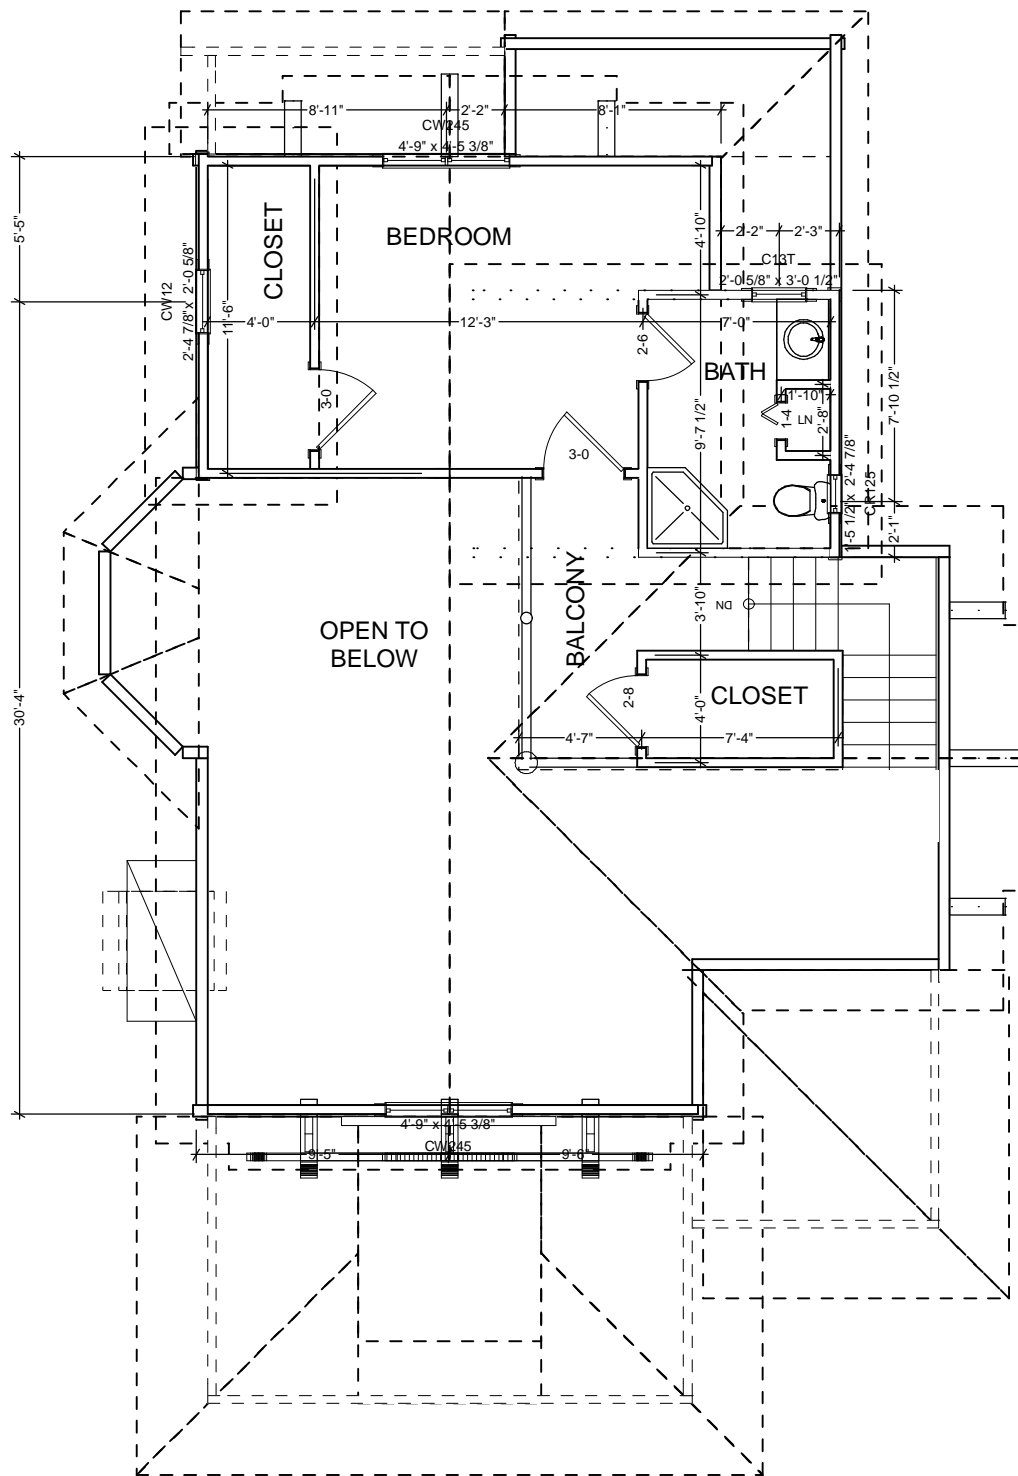 8'-11"
2'-2"
8'-1"
CW245
4'-9" x 4'-5 3/8"
5'-5"
CLOSET
BEDROOM
4'-10"
2'-2"
2'-3"
C13T
2'-0 5/8" x 3'-0 1/2"
CW12
2'-4 7/8" x 2'-0 5/8"
11'-6"
4'-0"
12'-3"
2-6
7'-0"
BATH
3-0
1'-10"
1-4
LN
2'-8"
7'-10 1/2"
9'-7 1/2"
3-0
1'-5 1/2" x 2'-4 7/8"
CR125
2'-1"
BALCONY
3'-10"
DN
OPEN TO
BELOW
30'-4"
2-8
4'-0"
CLOSET
4'-7"
7'-4"
4'-9" x 4'-5 3/8"
CW245
9'-5"
9'-6"